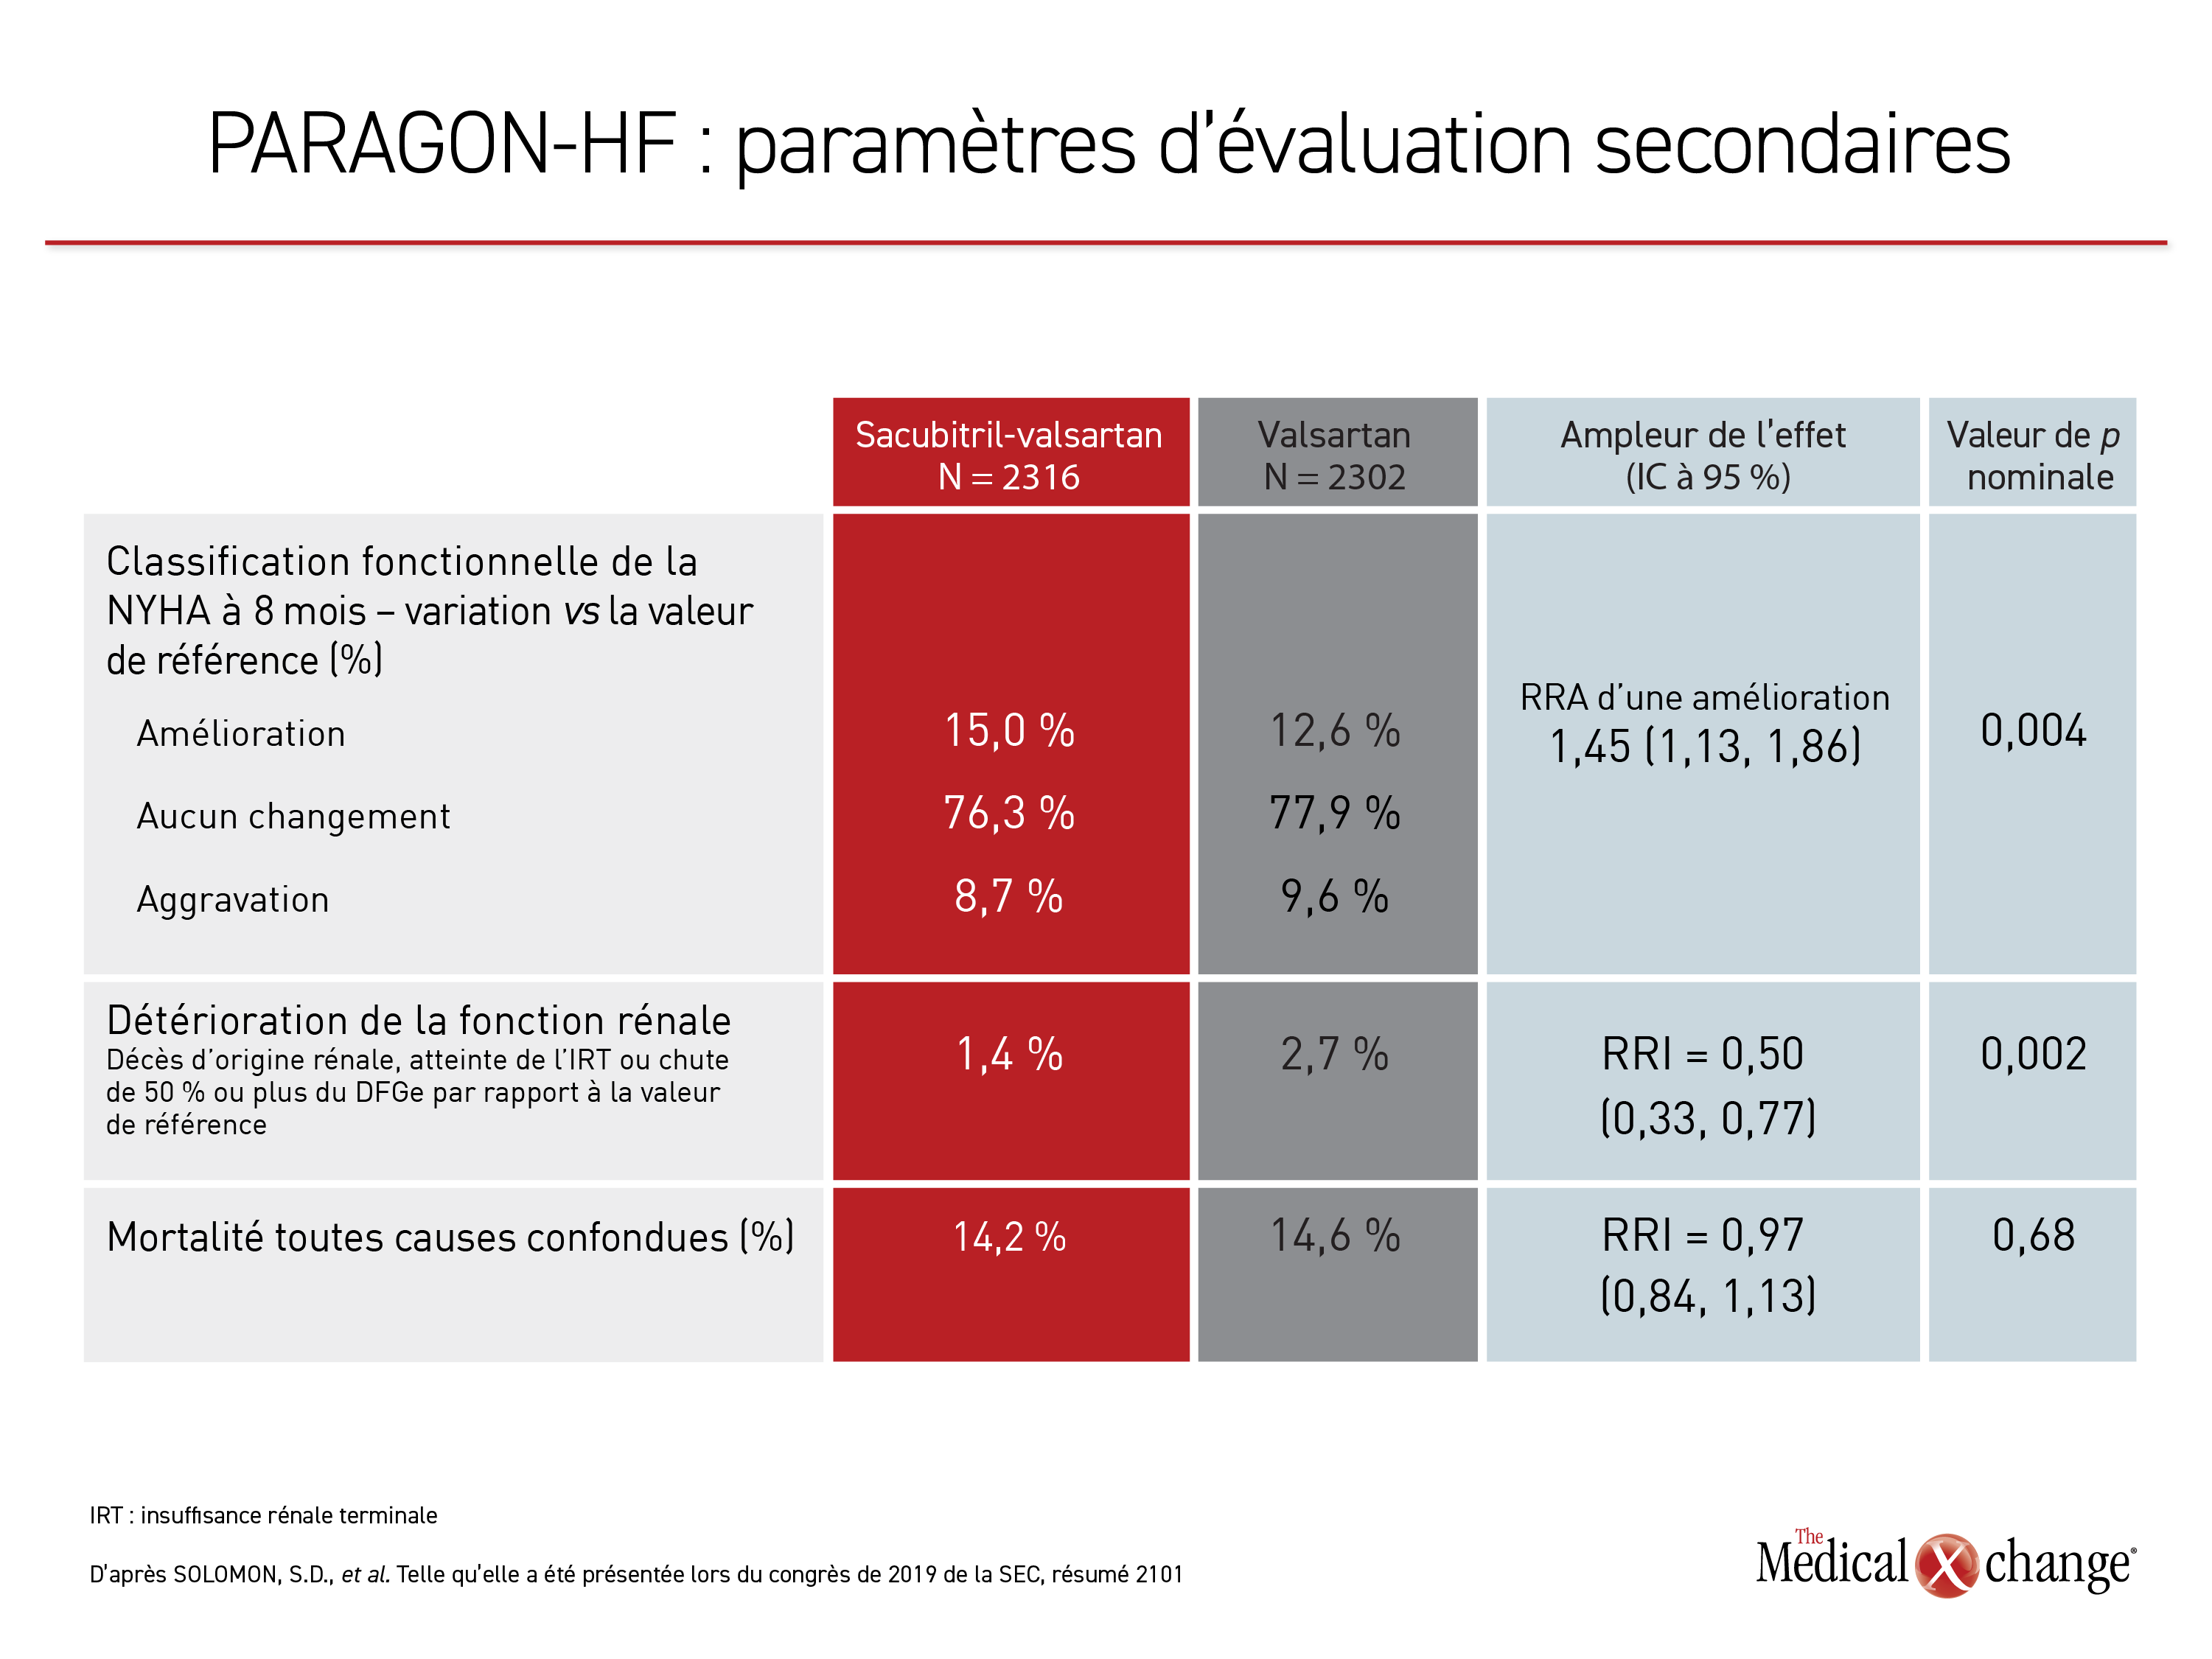 PARAGON-HF : paramètres d’évaluation secondaires
Sacubitril-valsartan
N = 2316
Valsartan
N = 2302
Ampleur de l’effet
(IC à 95 %)
Valeur de p
nominale
Classification fonctionnelle de la
NYHA à 8 mois – variation vs la valeur
de référence (%)
RRA d’une amélioration
1,45 (1,13, 1,86)
Amélioration 15,0 % 12,6 % 0,004
Aucun changement 76,3 % 77,9 %
Aggravation 8,7 % 9,6 %
Détérioration de la fonction rénale
Décès d’origine rénale, atteinte de l’IRT ou chute
de 50 % ou plus du DFGe par rapport à la valeur
de référence
1,4 % 2,7 % RRI = 0,50 0,002
(0,33, 0,77)
Mortalité toutes causes confondues (%) 14,2 % 14,6 % RRI = 0,97 0,68
(0,84, 1,13)
IRT : insuffisance rénale terminale
D’après SOLOMON, S.D., et al. Telle qu’elle a été présentée lors du congrès de 2019 de la SEC, résumé 2101
The
Medical X change®